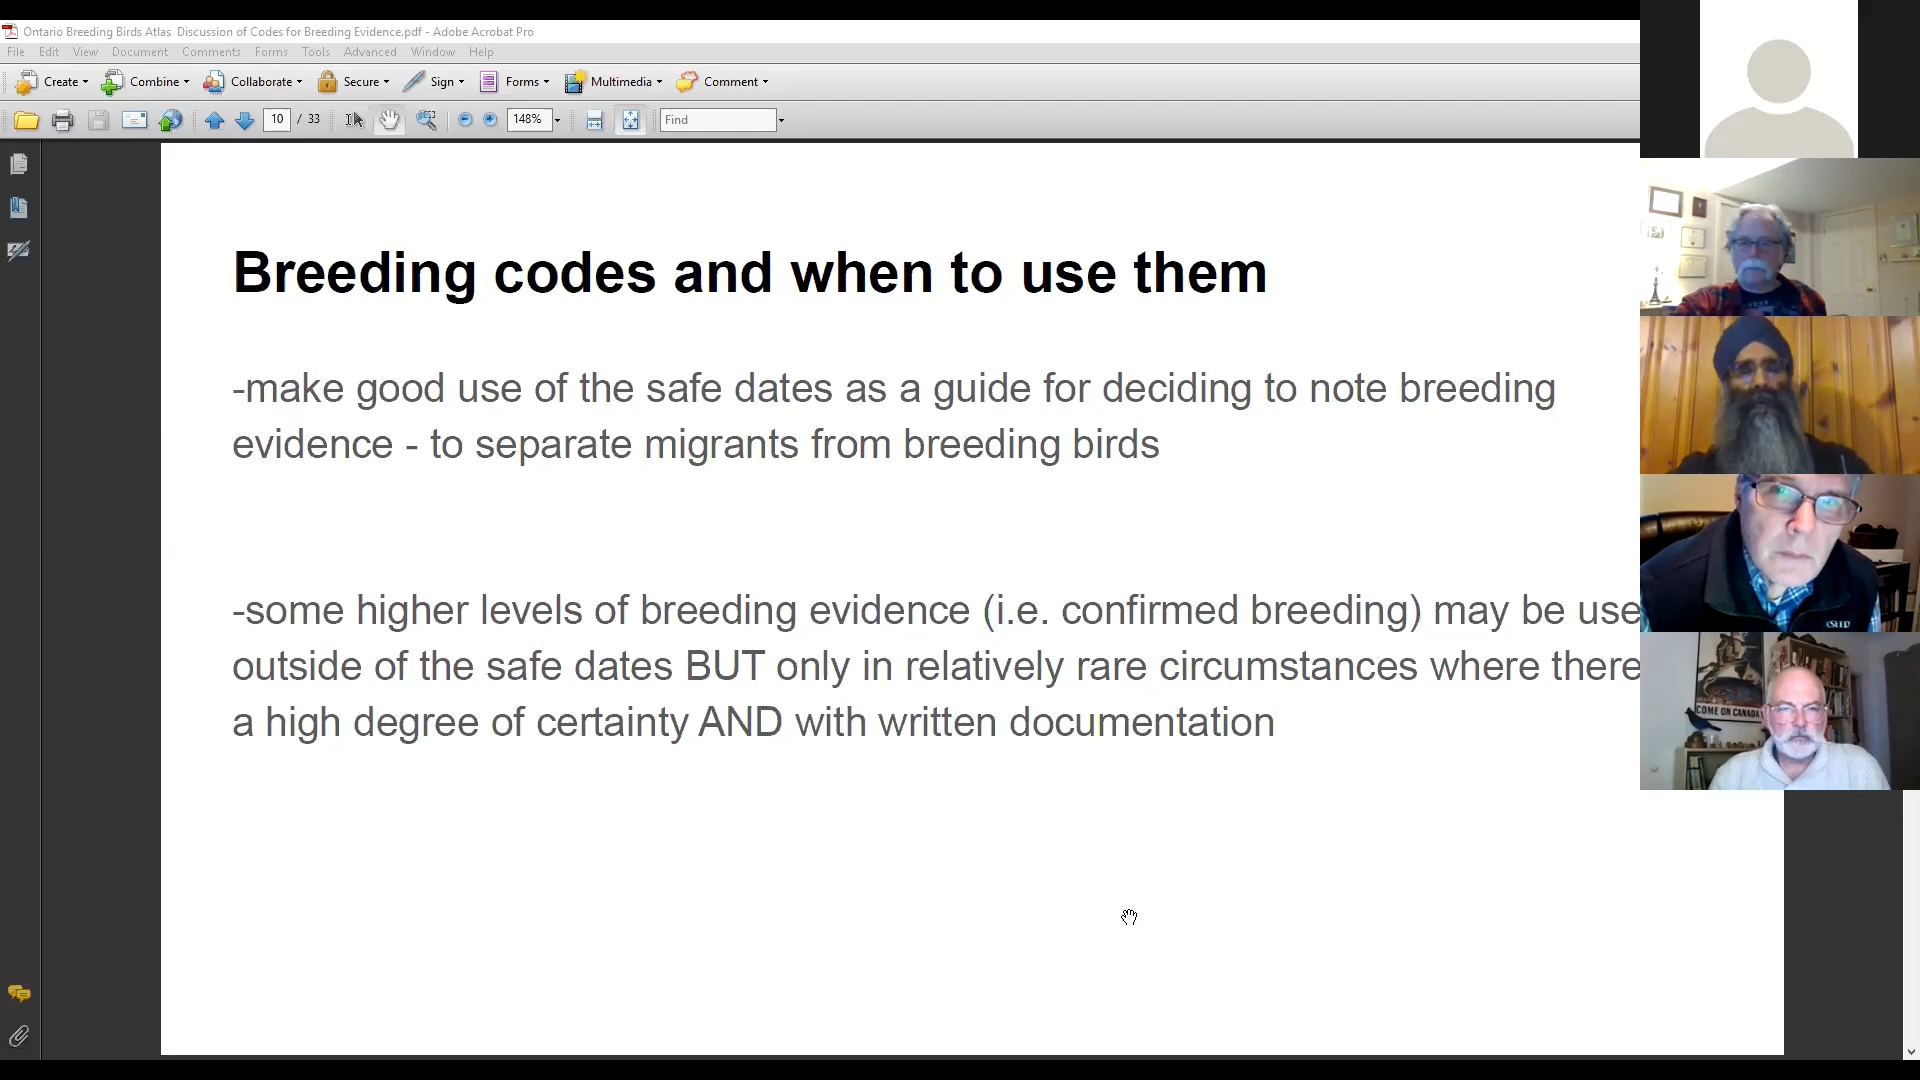 Ontario Breeding Birds Atlas  Discussion of Codes for Breeding Evidence.pdf - Adobe Acrobat Pro
File Edit View Document Comments Forms Tools Advanced Window Help
Create Combine Collaborate Secure Sign Forms Multimedia Comment
10 / 33 148% Find
Breeding codes and when to use them
-make good use of the safe dates as a guide for deciding to note breeding
evidence - to separate migrants from breeding birds
-some higher levels of breeding evidence (i.e. confirmed breeding) may be use
outside of the safe dates BUT only in relatively rare circumstances where there
a high degree of certainty AND with written documentation
COME ON CANADA